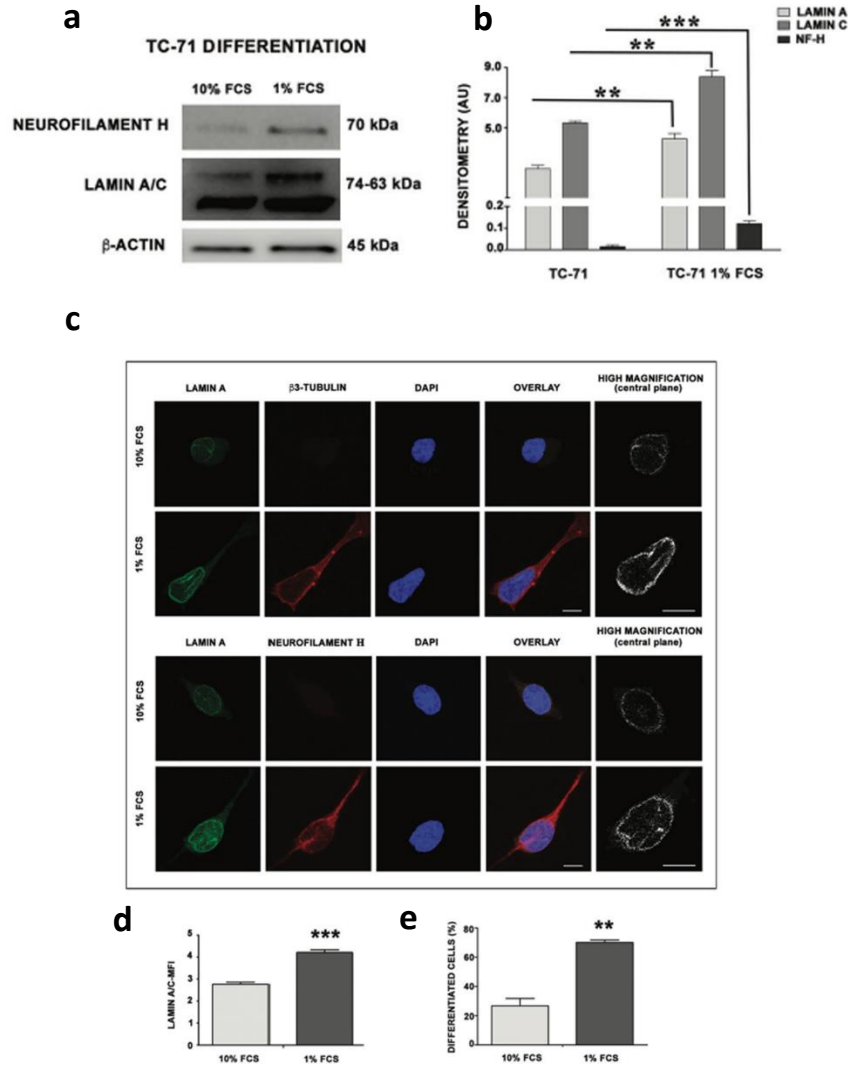 a
TC-71 DIFFERENTIATION
10% FCS 1% FCS
NEUROFILAMENT H 70 kDa
LAMIN A/C 74-63 kDa
β-ACTIN 45 kDa
b
LAMIN A
LAMIN C
NF-H
***
**
**
DENSITOMETRY (AU)
9.0
7.0
5.0
0.2
0.1
0.0
TC-71 TC-71 1% FCS
c
LAMIN A β3-TUBULIN DAPI OVERLAY HIGH MAGNIFICATION
(central plane)
10% FCS
1% FCS
LAMIN A NEUROFILAMENT H DAPI OVERLAY HIGH MAGNIFICATION
(central plane)
10% FCS
1% FCS
d
***
LAMIN A/C-MFI
5
4
3
2
1
0
10% FCS 1% FCS
e
**
DIFFERENTIATED CELLS (%)
80
60
40
20
0
10% FCS 1% FCS